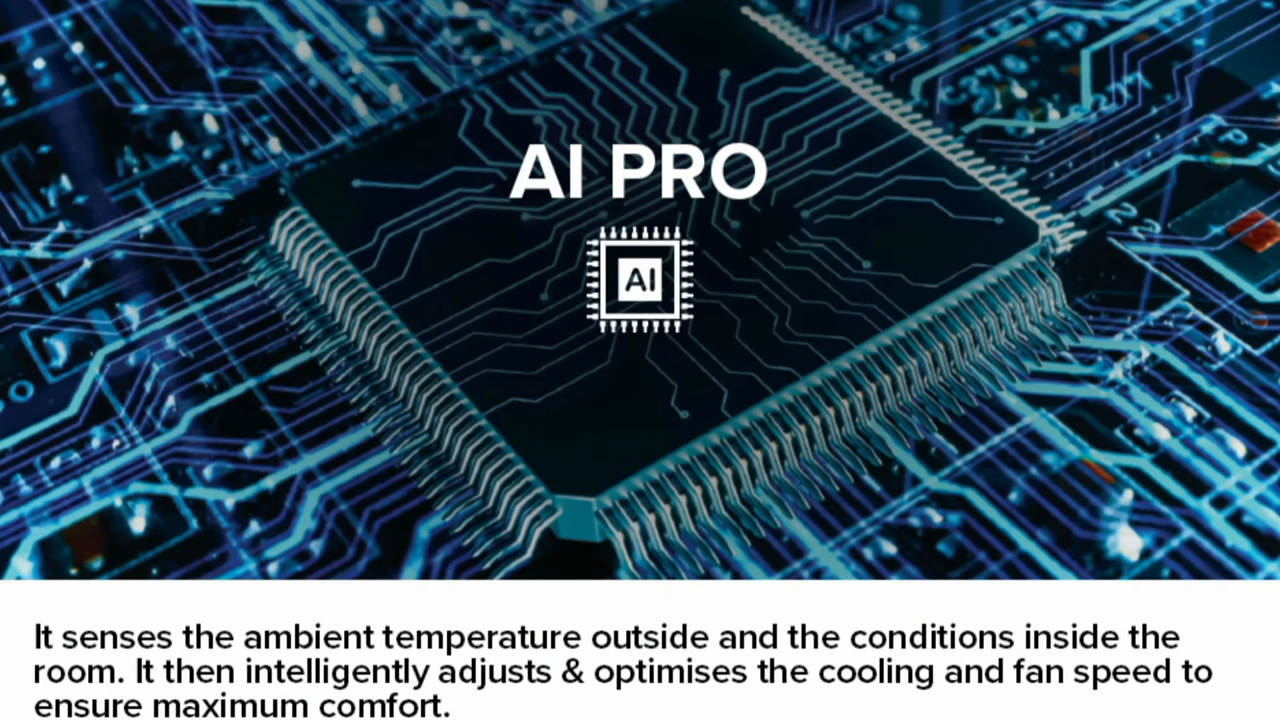 AI PRO
AI
It senses the ambient temperature outside and the conditions inside the
room. It then intelligently adjusts & optimises the cooling and fan speed to
ensure maximum comfort.